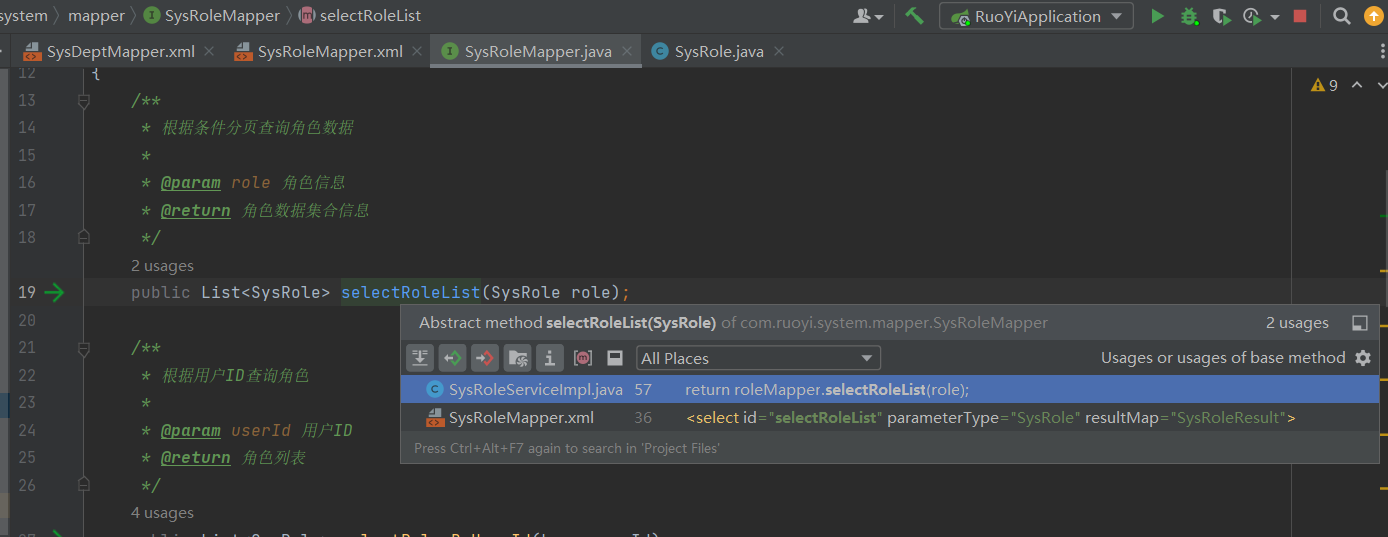 system mapper SysRoleMapper selectRoleList RuoYiApplication
SysDeptMapper.xml SysRoleMapper.xml SysRoleMapper.java SysRole.java
12 {
9
13 /**
14 * 根据条件分页查询角色数据
15 *
16 * @param role 角色信息
17 * @return 角色数据集合信息
18 */
2 usages
19 public List<SysRole> selectRoleList(SysRole role);
20
Abstract method selectRoleList(SysRole) of com.ruoyi.system.mapper.SysRoleMapper 2 usages
21 /**
All Places Usages or usages of base method
22 * 根据用户ID查询角色
SysRoleServiceImpl.java 57 return roleMapper.selectRoleList(role);
23 *
SysRoleMapper.xml 36 <select id="selectRoleList" parameterType="SysRole" resultMap="SysRoleResult">
24 * @param userId 用户ID
Press Ctrl+Alt+F7 again to search in 'Project Files'
25 * @return 角色列表
26 */
4 usages